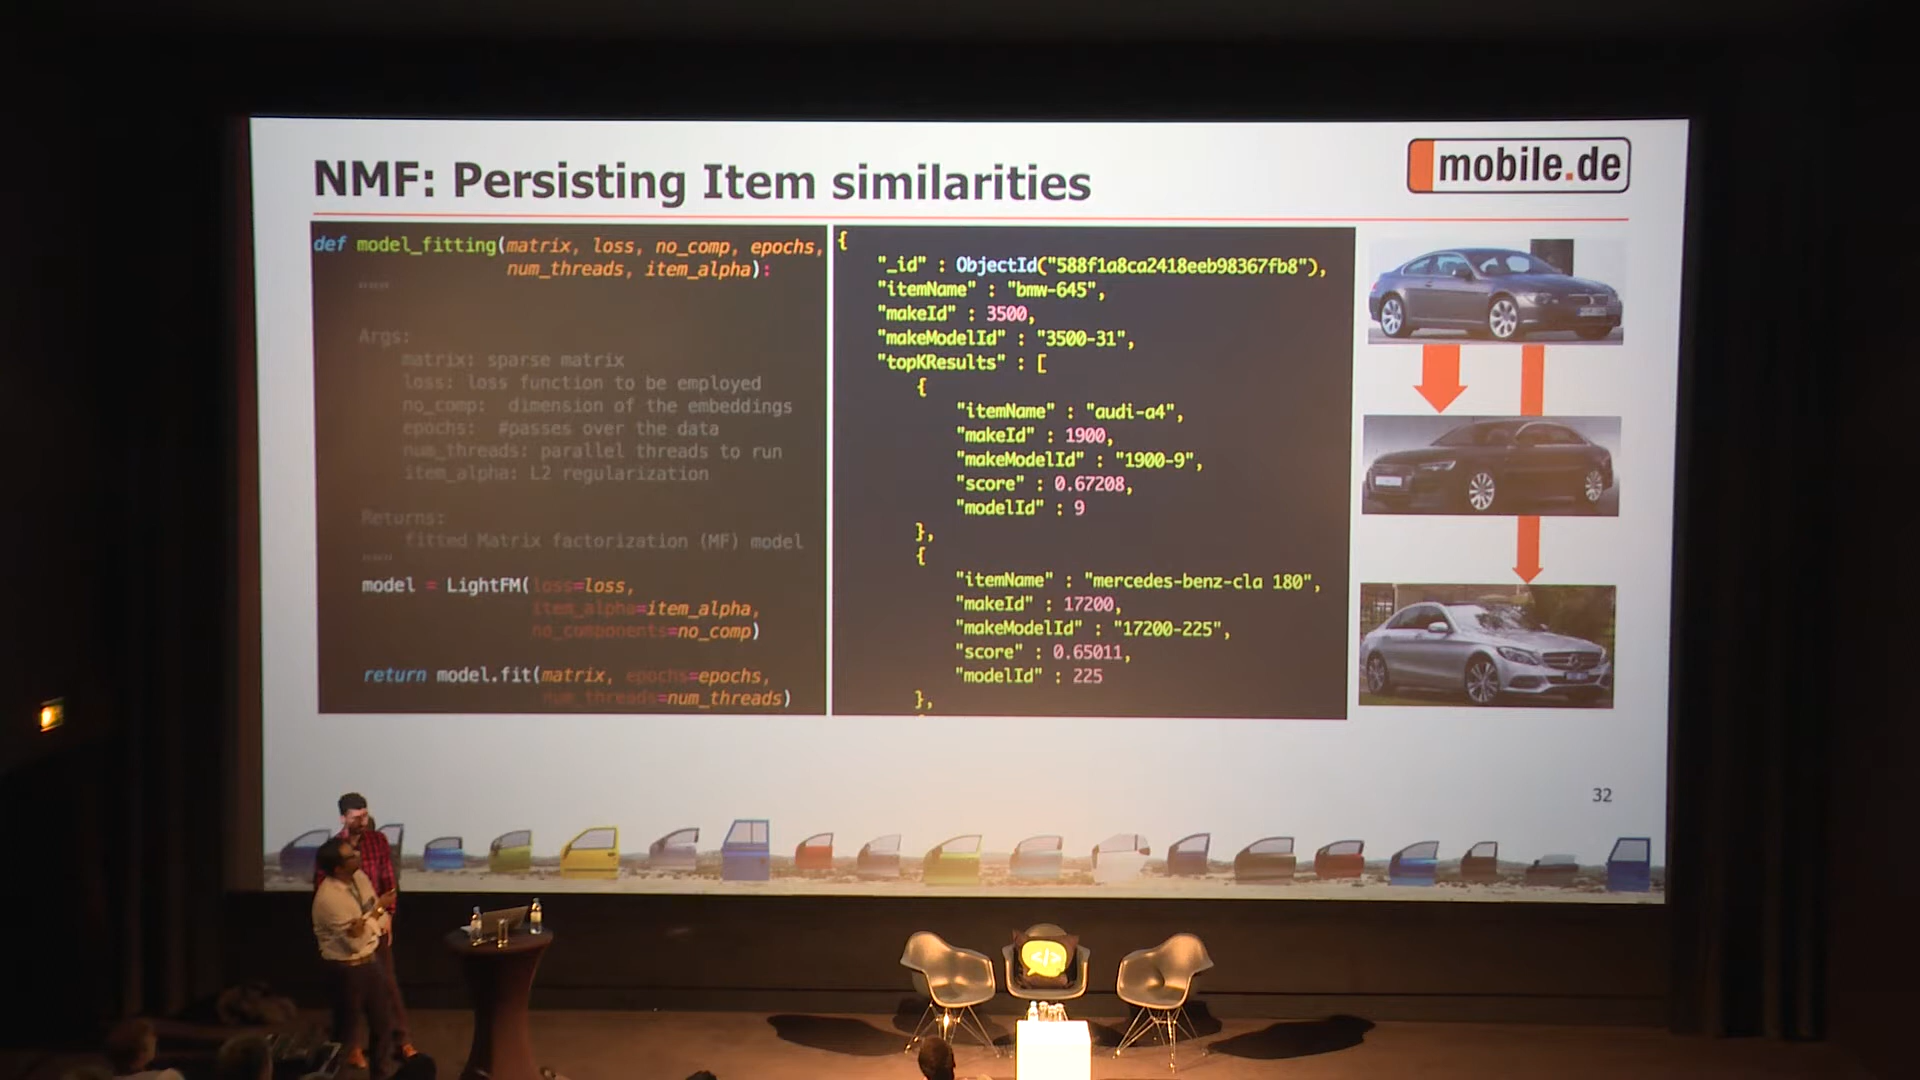 NMF: Persisting Item similarities
mobile.de
def model_fitting(matrix, loss, no_comp, epochs,
num_threads, item_alpha):
"""
Args:
matrix: sparse matrix
loss: loss function to be employed
no_comp: dimension of the embeddings
epochs: #passes over the data
num_threads: parallel threads to run
item_alpha: L2 regularization
Returns:
fitted Matrix factorization (MF) model
"""
model = LightFM(loss=loss,
item_alpha=item_alpha,
no_components=no_comp)
return model.fit(matrix, epochs=epochs,
num_threads=num_threads)
{
"_id" : ObjectId("588f1a8ca2418eeb98367fb8"),
"itemName" : "bmw-645",
"makeId" : 3500,
"makeModelId" : "3500-31",
"topKResults" : [
{
"itemName" : "audi-a4",
"makeId" : 1900,
"makeModelId" : "1900-9",
"score" : 0.67208,
"modelId" : 9
},
{
"itemName" : "mercedes-benz-cla 180",
"makeId" : 17200,
"makeModelId" : "17200-225",
"score" : 0.65011,
"modelId" : 225
},
32